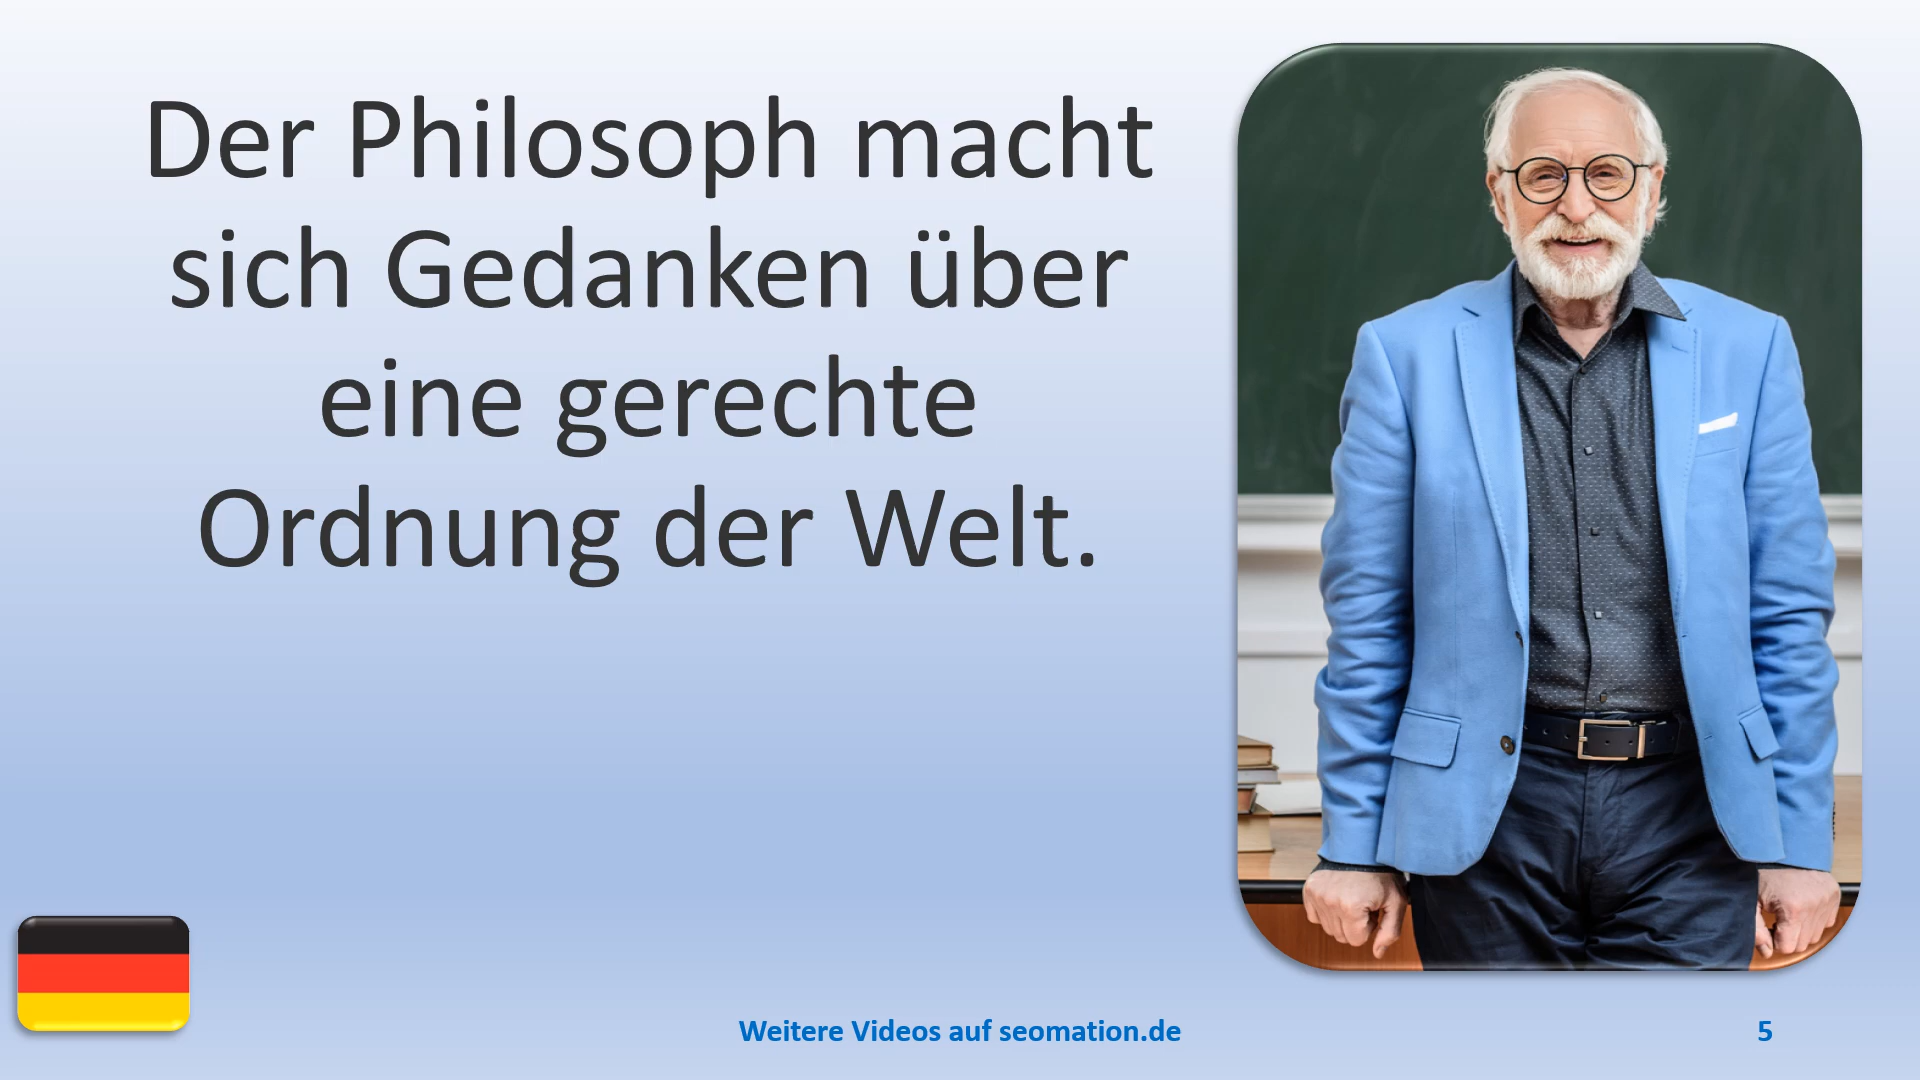 Der Philosoph macht
sich Gedanken über
eine gerechte
Ordnung der Welt.
Weitere Videos auf seomation.de
5